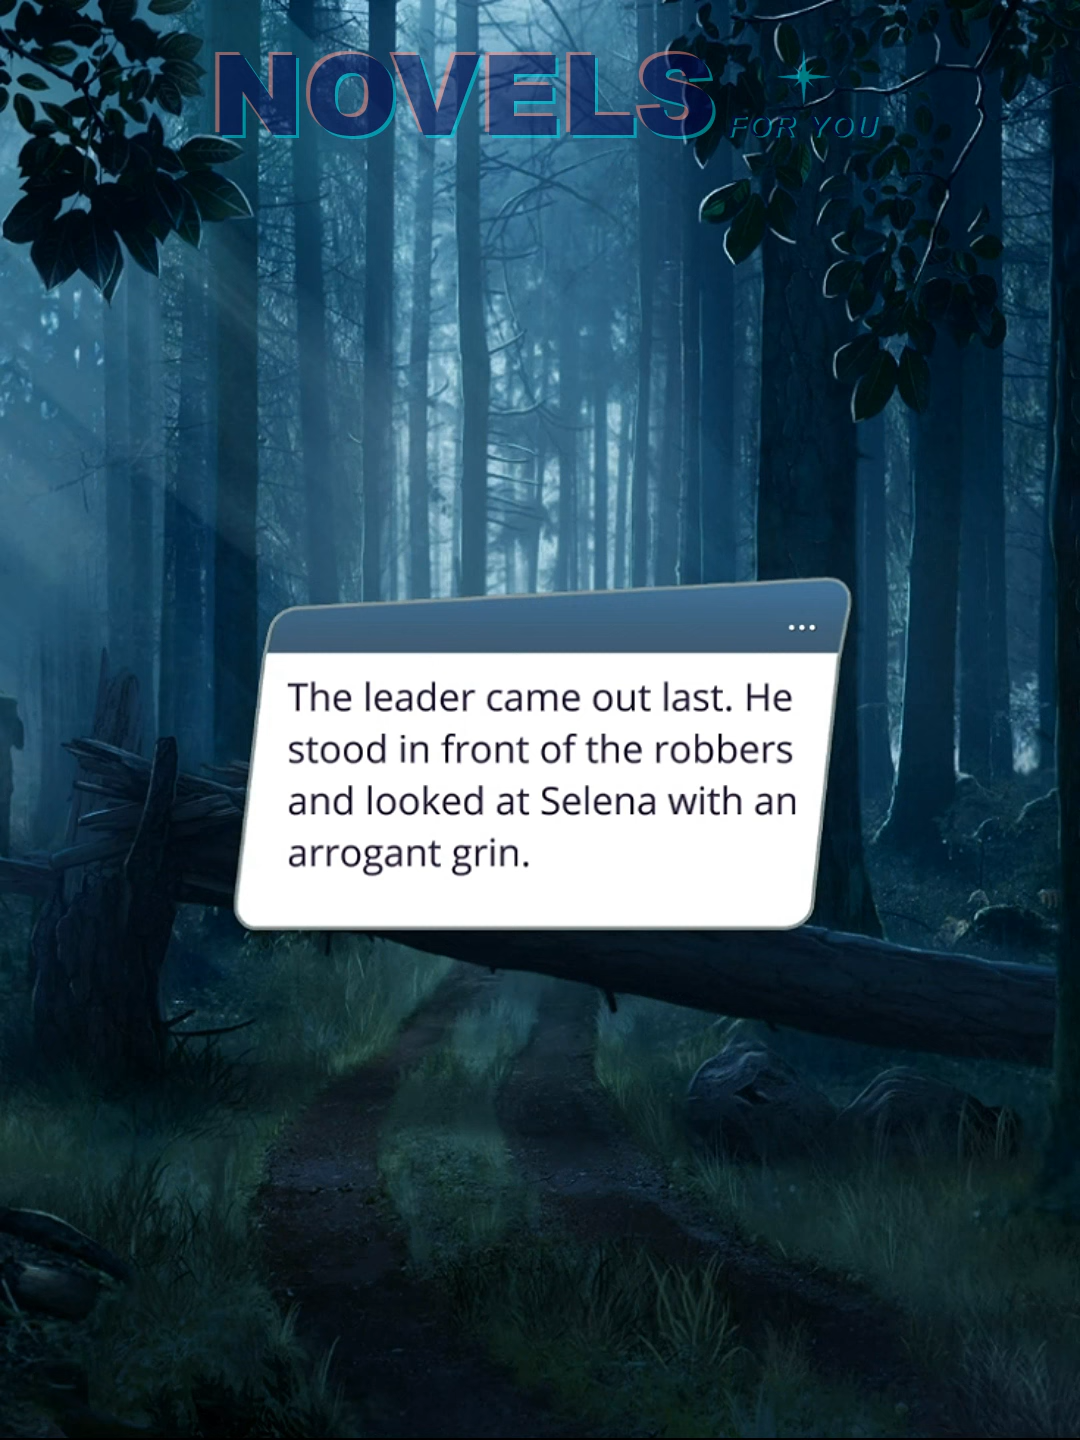 NOVELS
FOR YOU
The leader came out last. He
stood in front of the robbers
and looked at Selena with an
arrogant grin.